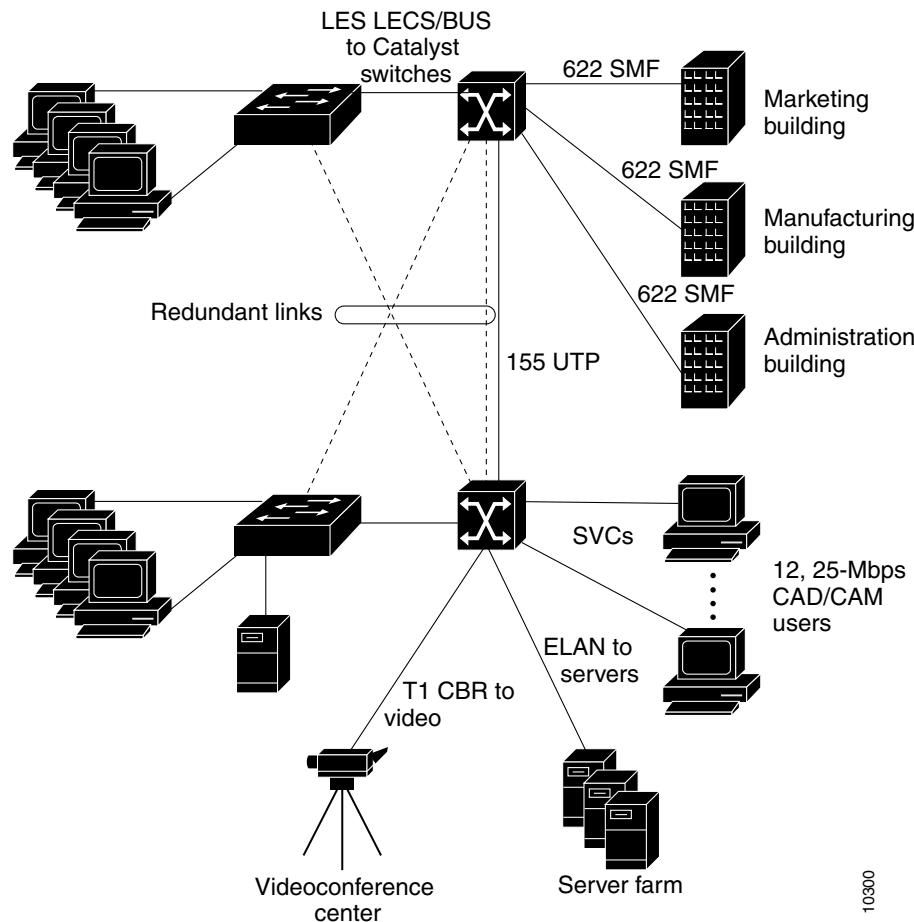 LES LECS/BUS
to Catalyst
switches
622 SMF
Marketing
building
622 SMF
Manufacturing
building
622 SMF
Redundant links
Administration
building
155 UTP
SVCs
12, 25-Mbps
CAD/CAM
users
ELAN to
servers
T1 CBR to
video
Videoconference
center
Server farm
10300